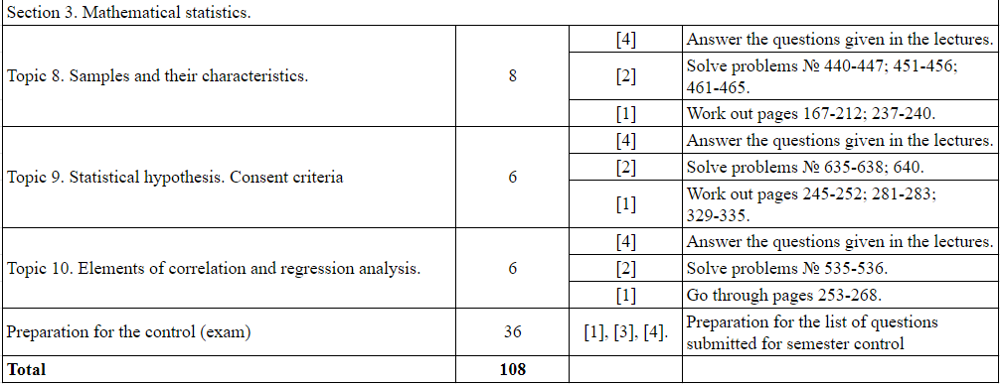 Section 3. Mathematical statistics.
Topic 8. Samples and their characteristics.
8
[4]
Answer the questions given in the lectures.
[2]
Solve problems № 440-447; 451-456;
461-465.
[1]
Work out pages 167-212; 237-240.
Topic 9. Statistical hypothesis. Consent criteria
6
[4]
Answer the questions given in the lectures.
[2]
Solve problems № 635-638; 640.
[1]
Work out pages 245-252; 281-283;
329-335.
Topic 10. Elements of correlation and regression analysis.
6
[4]
Answer the questions given in the lectures.
[2]
Solve problems № 535-536.
[1]
Go through pages 253-268.
Preparation for the control (exam)
36
[1], [3], [4].
Preparation for the list of questions
submitted for semester control
Total
108